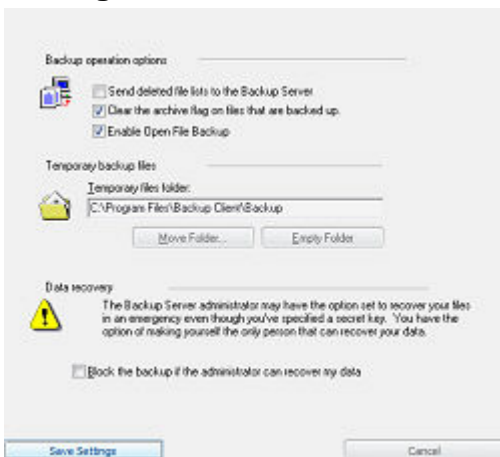 Backup operation options
Send deleted file lists to the Backup Server
Clear the archive flag on files that are backed up.
Enable Open File Backup
Temporary backup files
Temporary files folder:
C:\Program Files\Backup Client\Backup
Move Folder...
Empty Folder
Data recovery
The Backup Server administrator may have the option set to recover your files
in an emergency even though you've specified a secret key. You have the
option of making yourself the only person that can recover your data.
Block the backup if the administrator can recover my data
Save Settings
Cancel